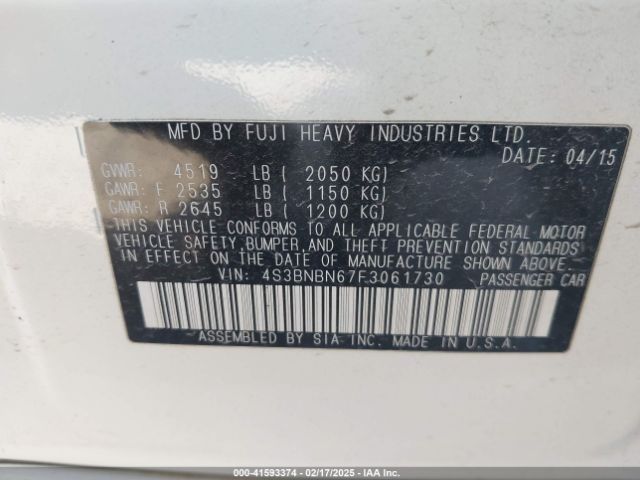 MFD BY FUJI HEAVY INDUSTRIES LTD.
DATE: 04/15
GVWR: 4519 LB ( 2050 KG)
GAWR: F 2535 LB ( 1150 KG)
GAWR: R 2645 LB ( 1200 KG)
THIS VEHICLE CONFORMS TO ALL APPLICABLE FEDERAL MOTOR
VEHICLE SAFETY, BUMPER, AND THEFT PREVENTION STANDARDS
IN EFFECT ON THE DATE OF MANUFACTURE SHOWN ABOVE.
VIN: 4S3BNBN67F3061730 PASSENGER CAR
ASSEMBLED BY SIA INC. MADE IN U.S.A.
000-41593374 | 02/17/2025 - IAA Inc.